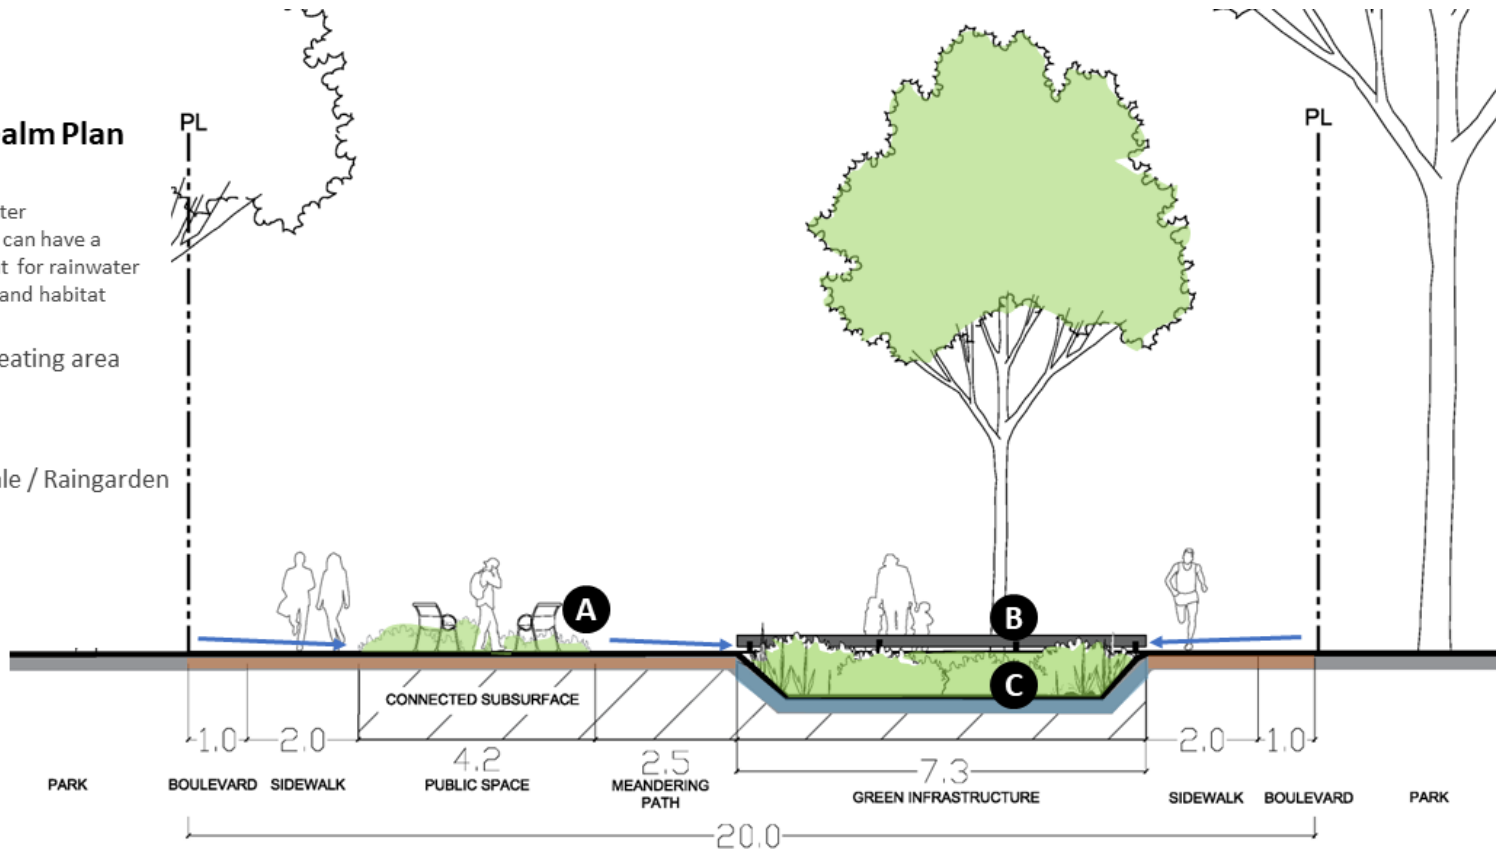 alm Plan
ter
can have a
t for rainwater
and habitat
eating area
le / Raingarden
PL
PL
A
B
C
CONNECTED SUBSURFACE
1.0 2.0 4.2 2.5 7.3 2.0 1.0
PARK BOULEVARD SIDEWALK PUBLIC SPACE MEANDERING PATH GREEN INFRASTRUCTURE SIDEWALK BOULEVARD PARK
20.0